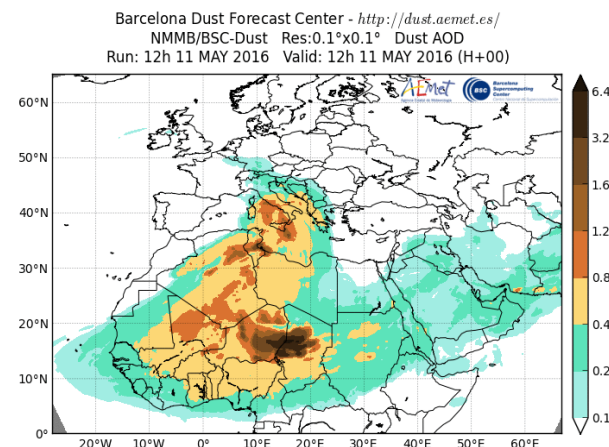 Barcelona Dust Forecast Center - http://dust.aemet.es/
NMMB/BSC-Dust Res:0.1°x0.1° Dust AOD
Run: 12h 11 MAY 2016 Valid: 12h 11 MAY 2016 (H+00)
AEMet
BSC
Barcelona
Supercomputing
Center
60°N
50°N
40°N
30°N
20°N
10°N
0°
20°W 10°W 0° 10°E 20°E 30°E 40°E 50°E 60°E
6.4
3.2
1.6
1.2
0.8
0.4
0.2
0.1